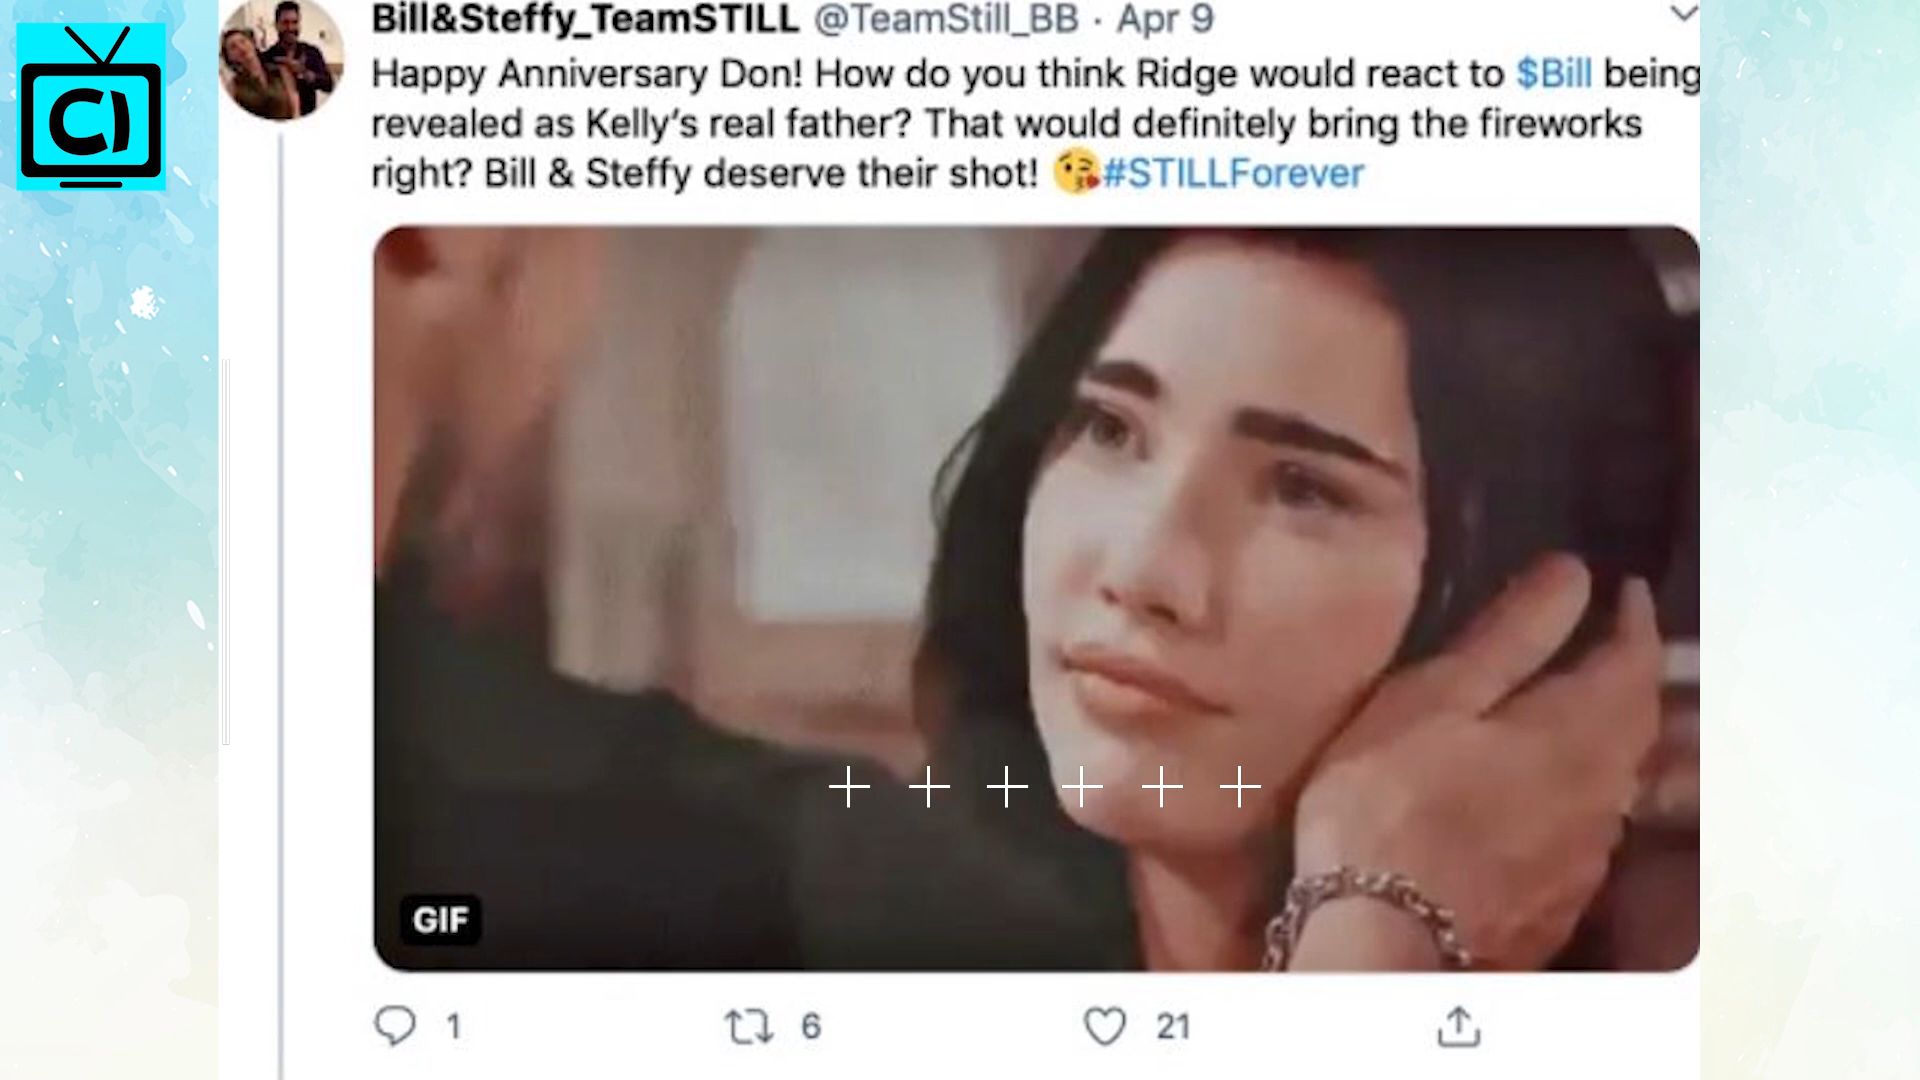 CI
Bill&Steffy_TeamSTILL @TeamStill_BB · Apr 9
Happy Anniversary Don! How do you think Ridge would react to $Bill being
revealed as Kelly's real father? That would definitely bring the fireworks
right? Bill & Steffy deserve their shot! 😘#STILLForever
GIF
1 6 21